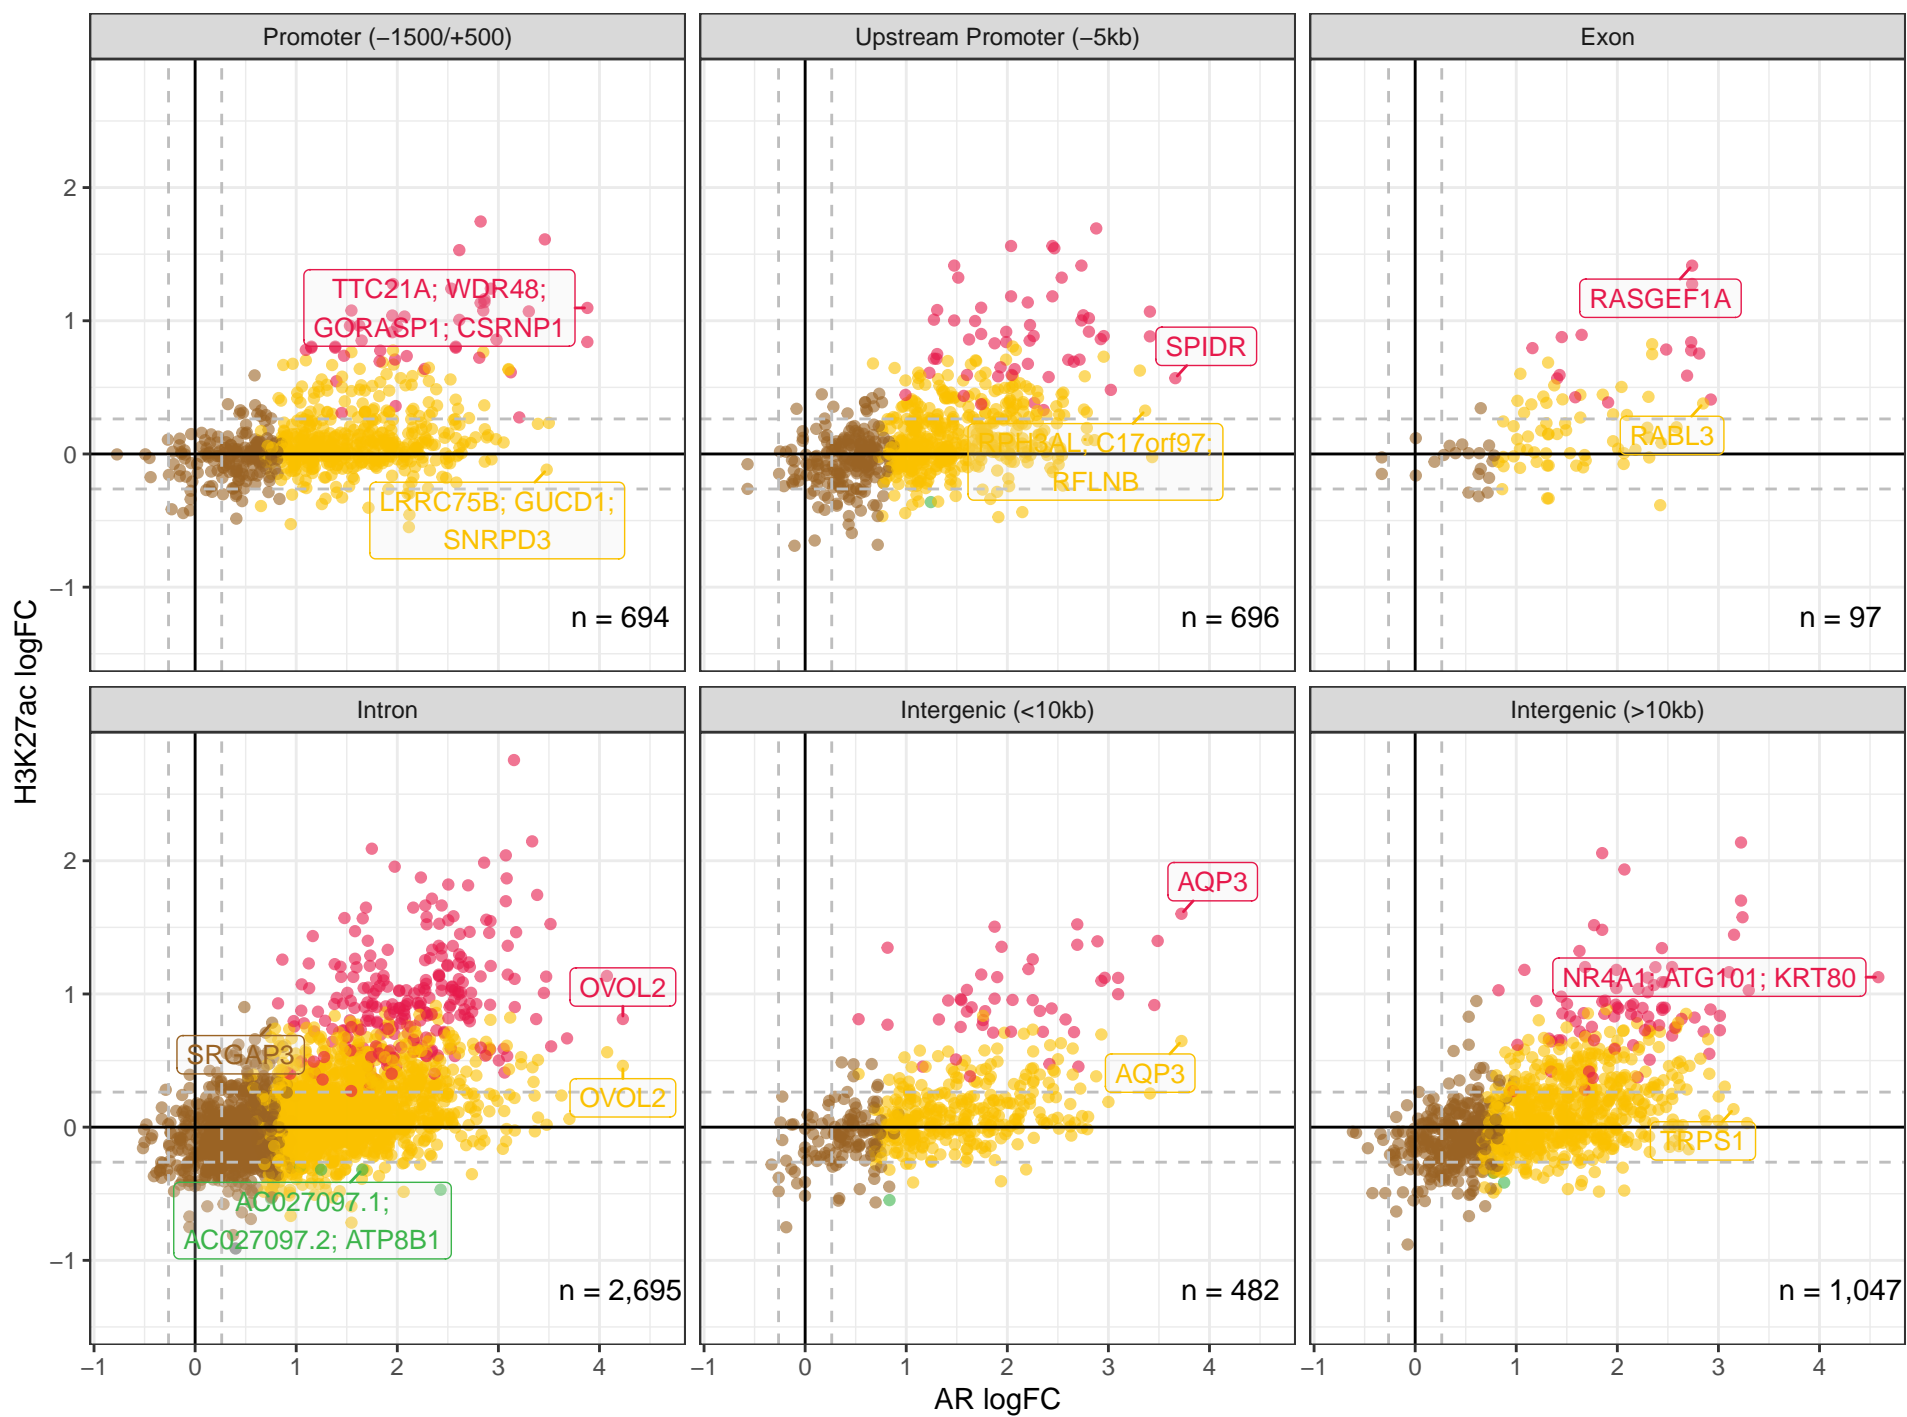 Promoter (−1500/+500)
Upstream Promoter (−5kb)
Exon
2
1
0
−1
TTC21A; WDR48;
GORASP1; CSRNP1
LRRC75B; GUCD1;
SNRPD3
n = 694
SPIDR
RPH3AL; C17orf97;
RFLNB
n = 696
RASGEF1A
RABL3
n = 97
H3K27ac logFC
Intron
Intergenic (<10kb)
Intergenic (>10kb)
2
1
0
−1
OVOL2
SRGAP3
OVOL2
AC027097.1;
AC027097.2; ATP8B1
n = 2,695
AQP3
AQP3
n = 482
NR4A1; ATG101; KRT80
TRPS1
n = 1,047
−1 0 1 2 3 4
−1 0 1 2 3 4
−1 0 1 2 3 4
AR logFC